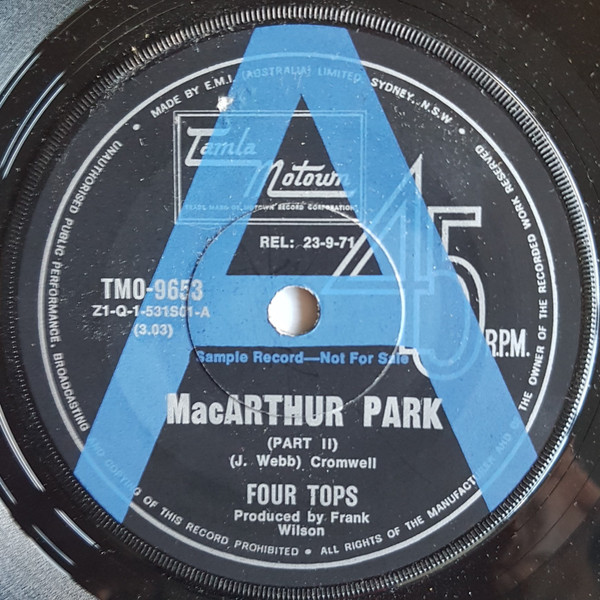 MADE BY E.M.I. (AUSTRALIA) LIMITED SYDNEY. N.S.W.
Tamla
Motown
TRADE MARK OF MOTOWN RECORD CORPORATION
A
REL: 23-9-71
45
R.P.M.
TMO-9653
Z1-Q-1-531S01-A
(3.03)
Sample Record—Not For Sale
MacARTHUR PARK
(PART II)
(J. Webb) Cromwell
FOUR TOPS
Produced by Frank
Wilson
UNAUTHORISED PUBLIC PERFORMANCE, BROADCASTING AND COPYING OF THIS RECORD PROHIBITED • ALL RIGHTS OF THE MANUFACTURER AND OF THE OWNER OF THE RECORDED WORK RESERVED